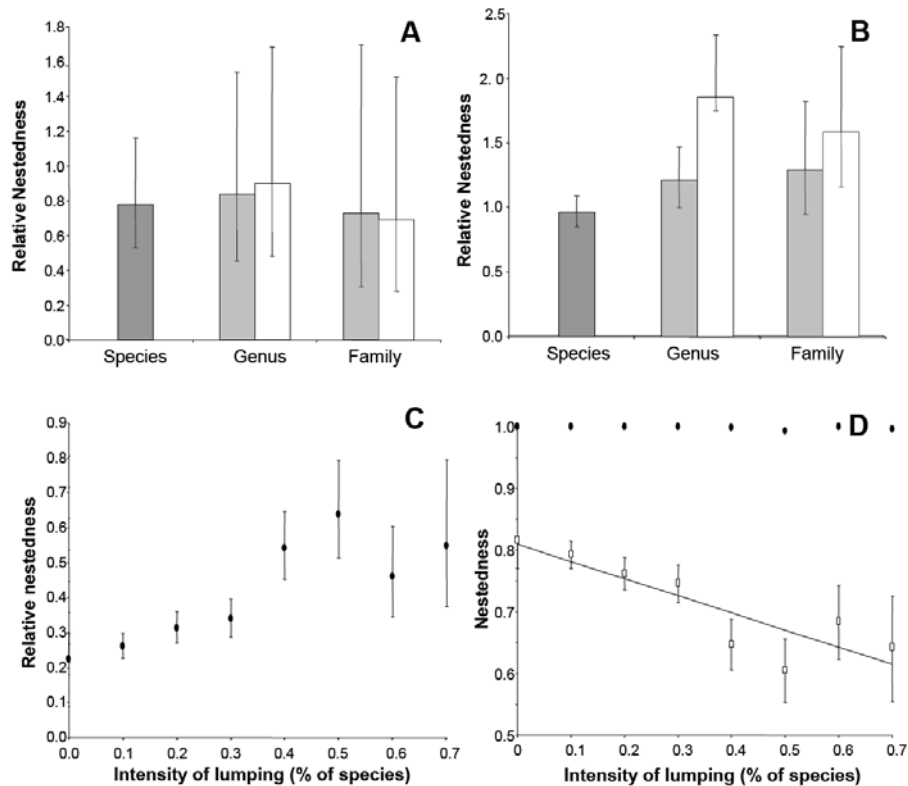 A
Relative Nestedness
1.8
1.6
1.4
1.2
1.0
0.8
0.6
0.4
0.2
0.0
Species Genus Family
B
Relative Nestedness
2.5
2.0
1.5
1.0
1.5
0.0
Species Genus Family
C
Relative nestedness
0.9
0.8
0.7
0.6
0.5
0.4
0.3
0.2
0.1
0.0
0.0 0.1 0.2 0.3 0.4 0.5 0.6 0.7
Intensity of lumping (% of species)
D
Nestedness
1.0
0.9
0.8
0.7
0.6
0.5
0 0.1 0.2 0.3 0.4 0.5 0.6 0.7
Intensity of lumping (% of species)